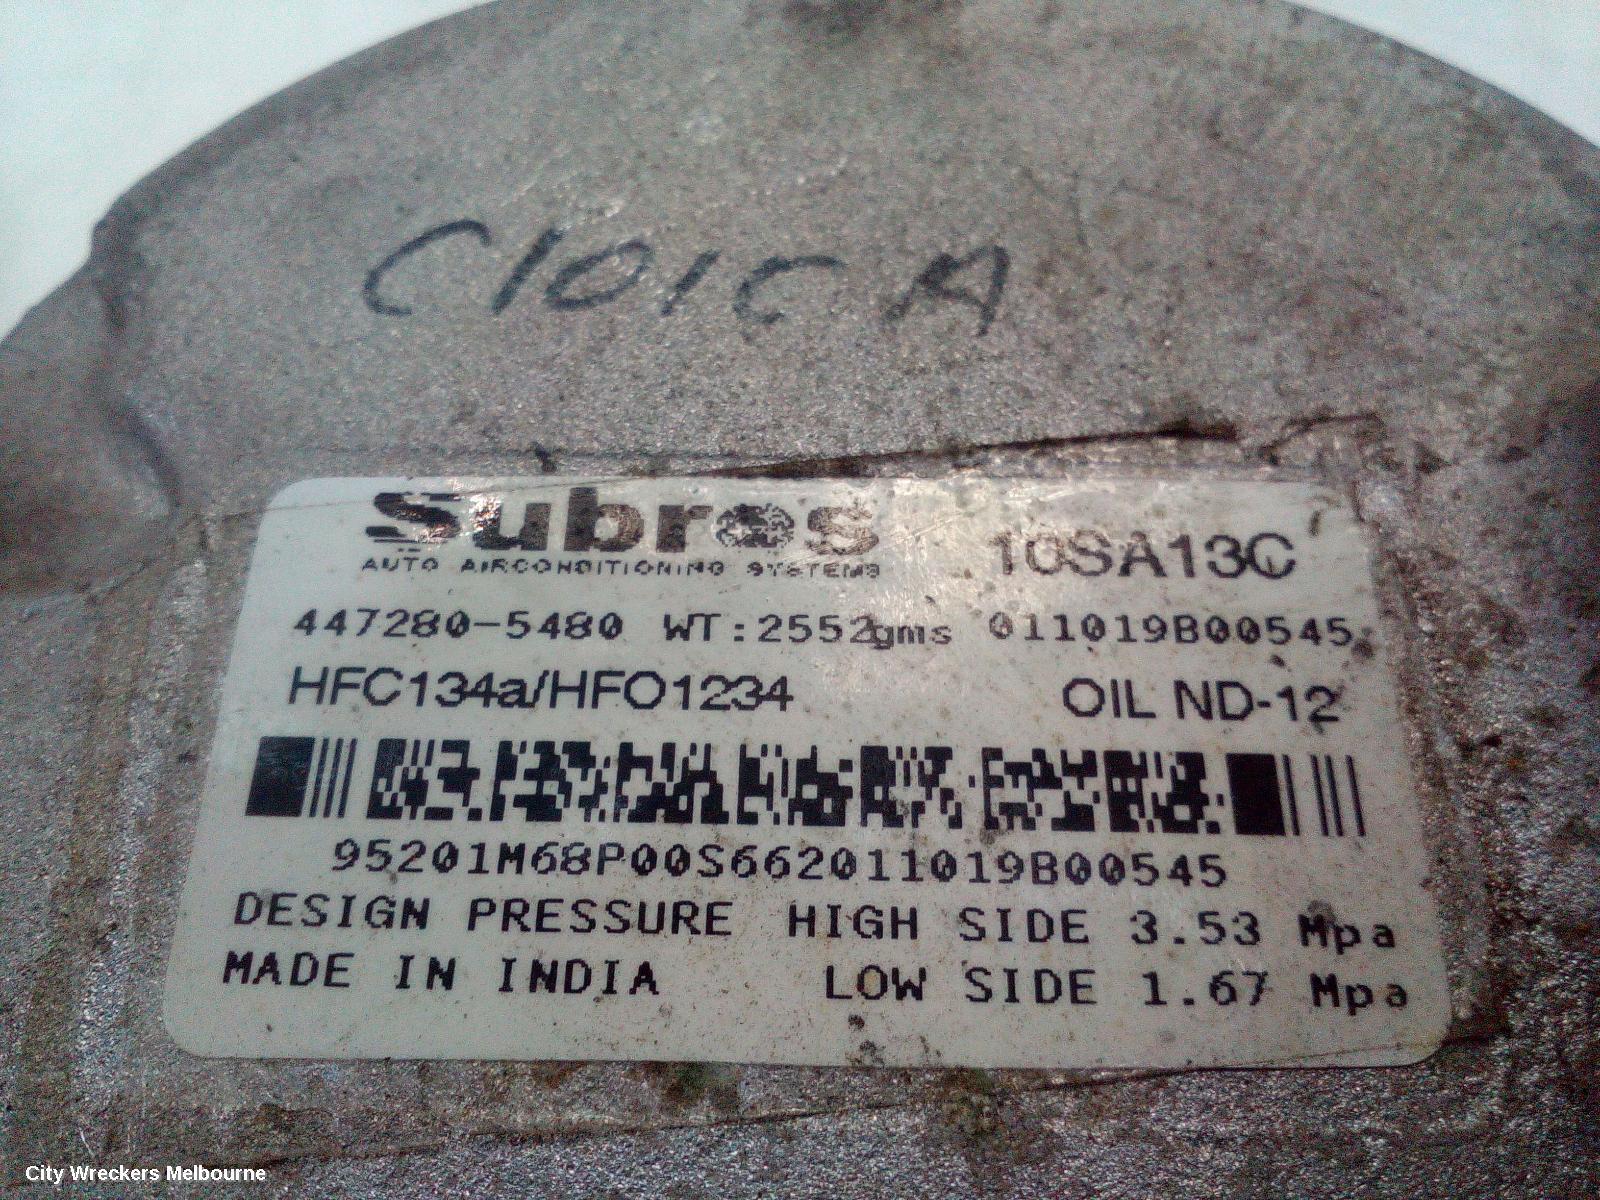 C101CA
Subros 10SA13C
AUTO AIRCONDITIONING SYSTEMS
447280-5480 WT:2552gms 011019B00545
HFC134a/HFO1234 OIL ND-12
95201M68P00S662011019B00545
DESIGN PRESSURE HIGH SIDE 3.53 Mpa
MADE IN INDIA LOW SIDE 1.67 Mpa
City Wreckers Melbourne